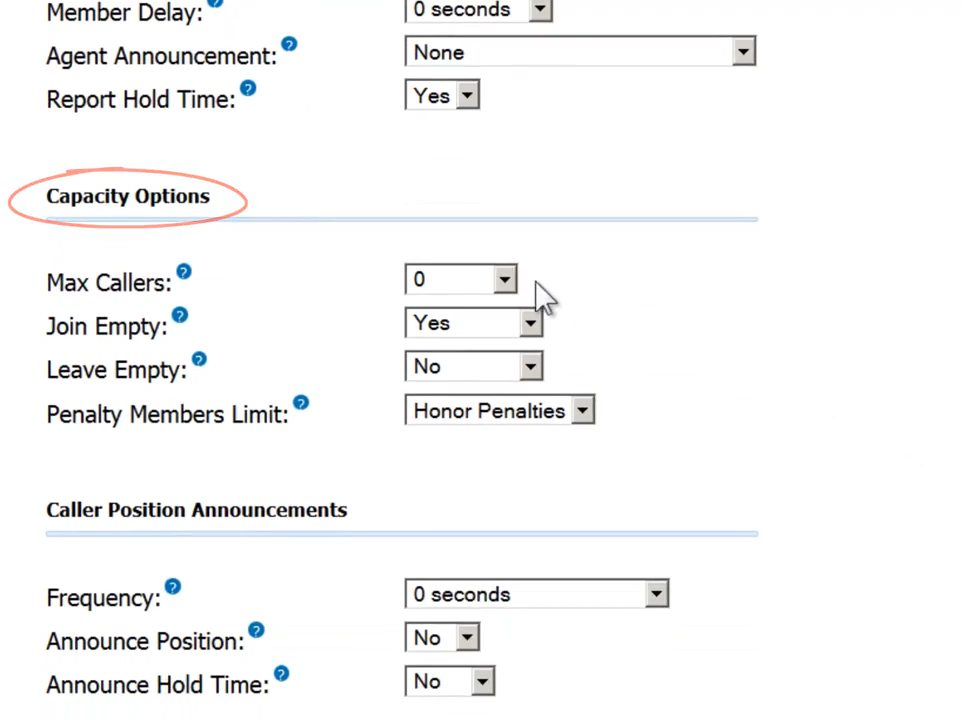 Member Delay: ? 0 seconds
Agent Announcement: ? None
Report Hold Time: ? Yes
Capacity Options
Max Callers: ? 0
Join Empty: ? Yes
Leave Empty: ? No
Penalty Members Limit: ? Honor Penalties
Caller Position Announcements
Frequency: ? 0 seconds
Announce Position: ? No
Announce Hold Time: ? No